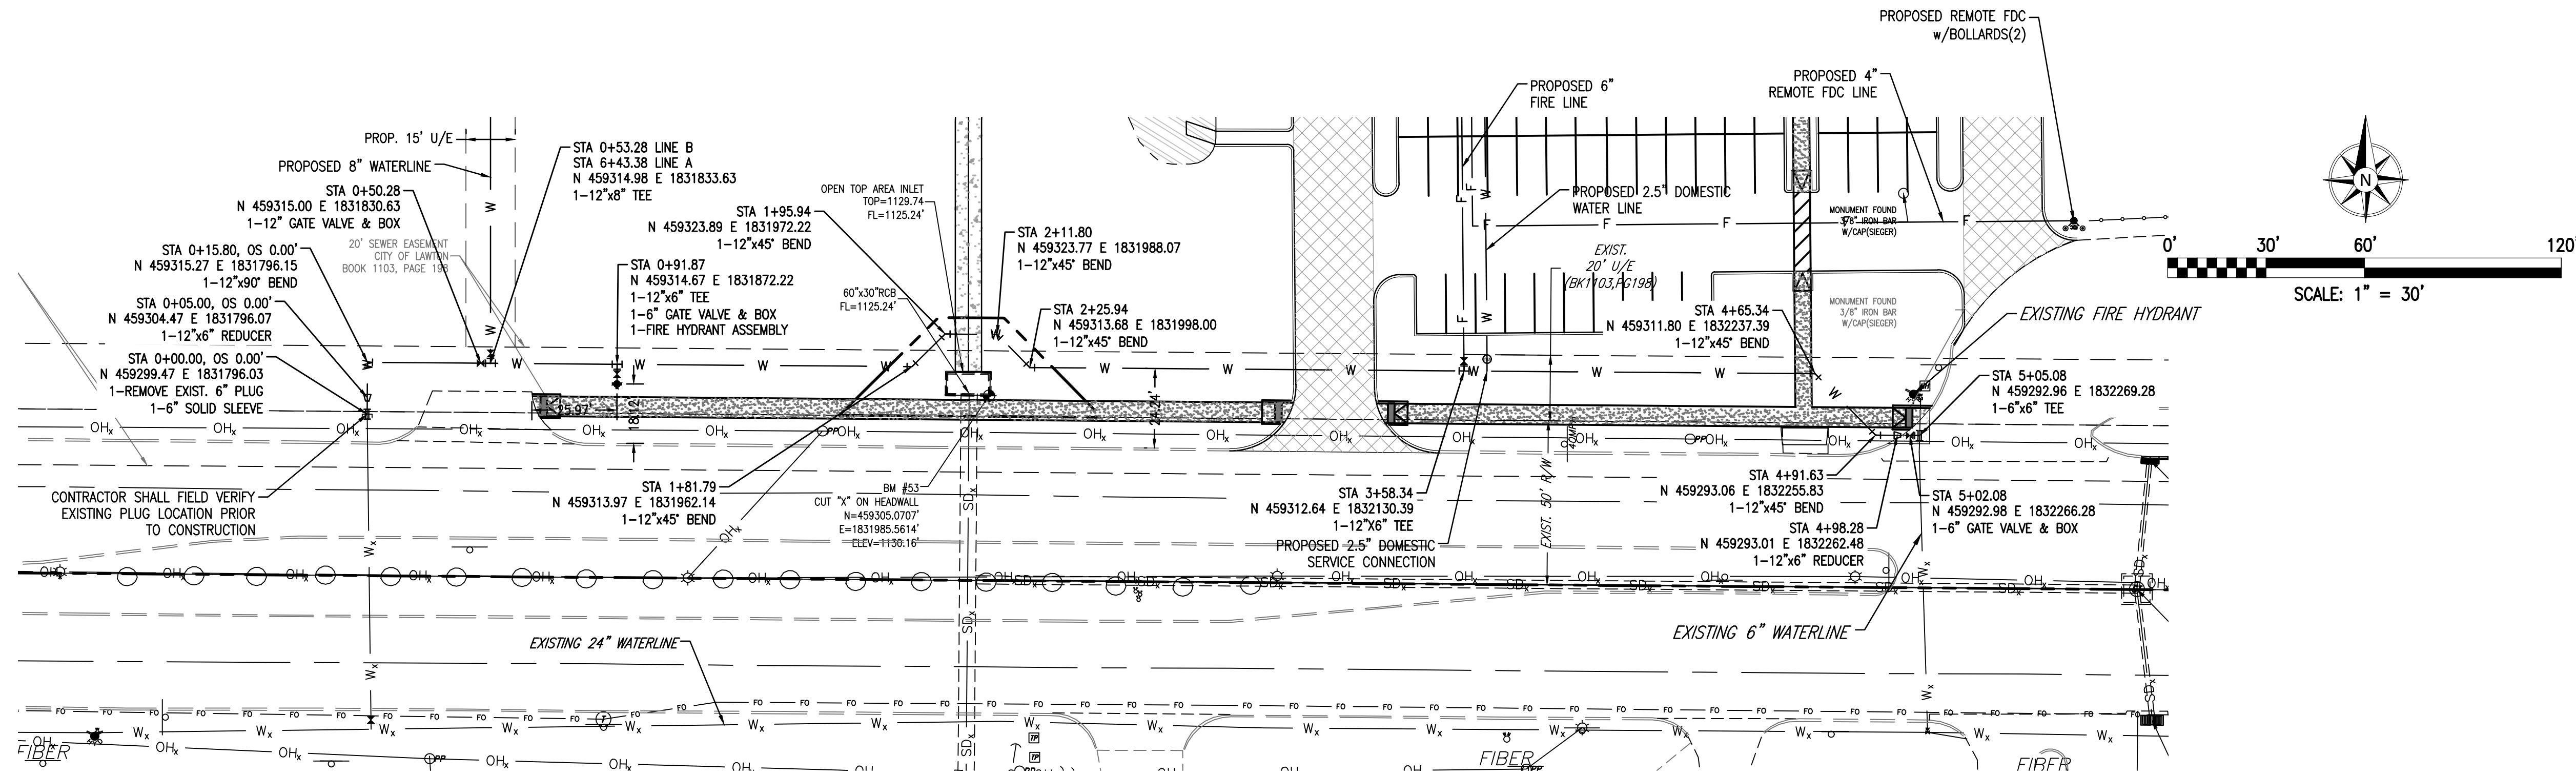 PROPOSED REMOTE FDC
w/BOLLARDS(2)
PROPOSED 6"
FIRE LINE
PROPOSED 4"
REMOTE FDC LINE
PROP. 15' U/E
PROPOSED 8" WATERLINE
STA 0+53.28 LINE B
STA 6+43.38 LINE A
N 459314.98 E 1831833.63
1-12"x8" TEE
STA 0+50.28
N 459315.00 E 1831830.63
1-12" GATE VALVE & BOX
20' SEWER EASEMENT
CITY OF LAWTON
BOOK 1103, PAGE 198
STA 0+15.80, OS 0.00'
N 459315.27 E 1831796.15
1-12"x90° BEND
STA 0+05.00, OS 0.00'
N 459304.47 E 1831796.07
1-12"x6" REDUCER
STA 0+00.00, OS 0.00'
N 459299.47 E 1831796.03
1-REMOVE EXIST. 6" PLUG
1-6" SOLID SLEEVE
STA 0+91.87
N 459314.67 E 1831872.22
1-12"x6" TEE
1-6" GATE VALVE & BOX
1-FIRE HYDRANT ASSEMBLY
OPEN TOP AREA INLET
TOP=1129.74
FL=1125.24'
STA 1+95.94
N 459323.89 E 1831972.22
1-12"x45° BEND
60"x30"RCB
FL=1125.24'
STA 2+11.80
N 459323.77 E 1831988.07
1-12"x45° BEND
STA 2+25.94
N 459313.68 E 1831998.00
1-12"x45° BEND
PROPOSED 2.5" DOMESTIC
WATER LINE
EXIST.
20' U/E
(BK1103,PG198)
MONUMENT FOUND
3/8" IRON BAR
W/CAP(SIEGER)
MONUMENT FOUND
3/8" IRON BAR
W/CAP(SIEGER)
STA 4+65.34
N 459311.80 E 1832237.39
1-12"x45° BEND
N
0' 30' 60' 120'
SCALE: 1" = 30'
EXISTING FIRE HYDRANT
STA 5+05.08
N 459292.96 E 1832269.28
1-6"x6" TEE
25.97'
18.12'
24.24'
40MPH
EXIST. 50' R/W
CONTRACTOR SHALL FIELD VERIFY
EXISTING PLUG LOCATION PRIOR
TO CONSTRUCTION
STA 1+81.79
N 459313.97 E 1831962.14
1-12"x45° BEND
BM #53
CUT "X" ON HEADWALL
N=459305.0707'
E=1831985.5614'
ELEV=1130.16'
STA 3+58.34
N 459312.64 E 1832130.39
1-12"X6" TEE
PROPOSED 2.5" DOMESTIC
SERVICE CONNECTION
STA 4+91.63
N 459293.06 E 1832255.83
1-12"x45° BEND
STA 4+98.28
N 459293.01 E 1832262.48
1-12"x6" REDUCER
STA 5+02.08
N 459292.98 E 1832266.28
1-6" GATE VALVE & BOX
EXISTING 24" WATERLINE
EXISTING 6" WATERLINE
FIBER
FIBER
FIBER